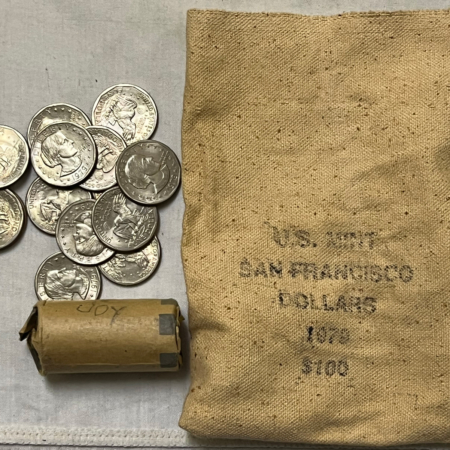 U.S. MINT
SAN FRANCISCO
DOLLARS
1979
$100